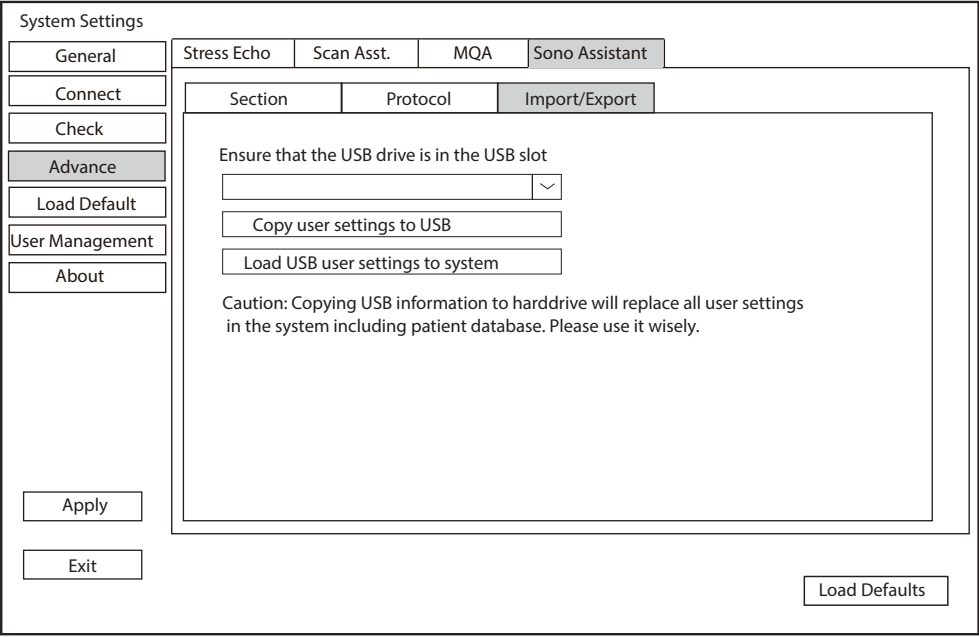 System Settings
General
Connect
Check
Advance
Load Default
User Management
About
Apply
Exit
Stress Echo Scan Asst. MQA Sono Assistant
Section Protocol Import/Export
Ensure that the USB drive is in the USB slot
Copy user settings to USB
Load USB user settings to system
Caution: Copying USB information to harddrive will replace all user settings
in the system including patient database. Please use it wisely.
Load Defaults